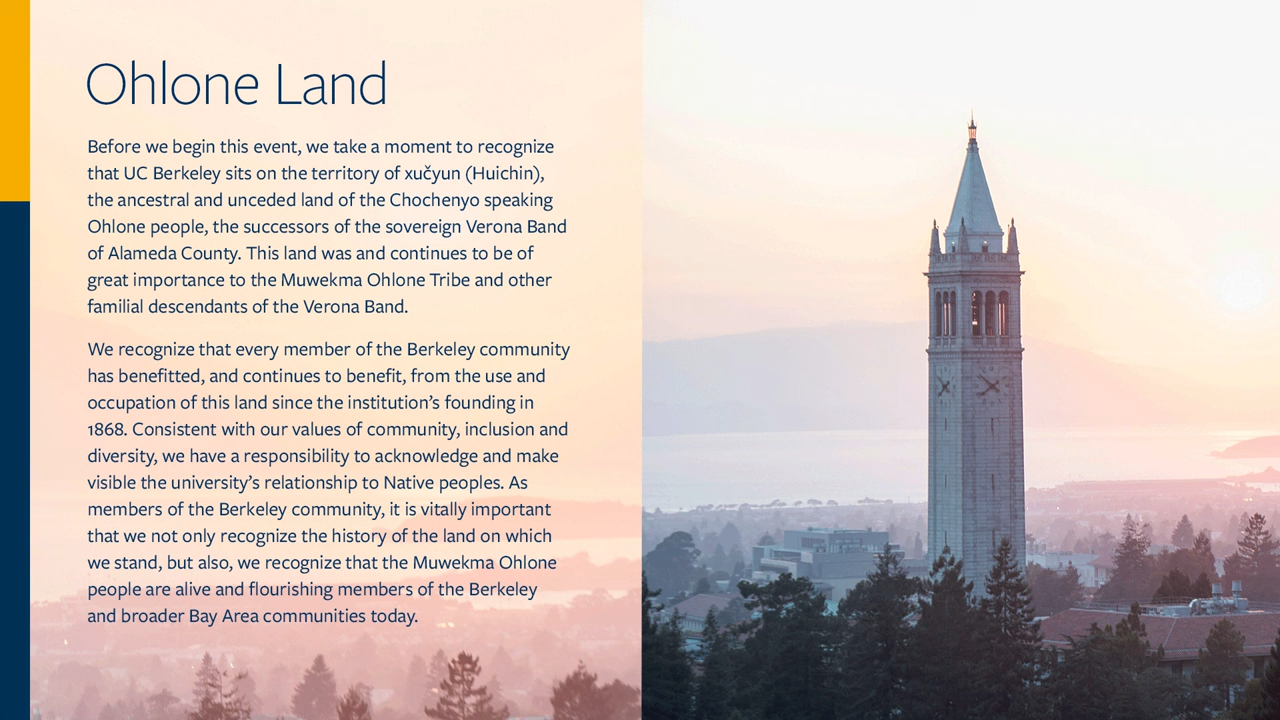 Ohlone Land
Before we begin this event, we take a moment to recognize
that UC Berkeley sits on the territory of xučyun (Huichin),
the ancestral and unceded land of the Chochenyo speaking
Ohlone people, the successors of the sovereign Verona Band
of Alameda County. This land was and continues to be of
great importance to the Muwekma Ohlone Tribe and other
familial descendants of the Verona Band.
We recognize that every member of the Berkeley community
has benefitted, and continues to benefit, from the use and
occupation of this land since the institution’s founding in
1868. Consistent with our values of community, inclusion and
diversity, we have a responsibility to acknowledge and make
visible the university’s relationship to Native peoples. As
members of the Berkeley community, it is vitally important
that we not only recognize the history of the land on which
we stand, but also, we recognize that the Muwekma Ohlone
people are alive and flourishing members of the Berkeley
and broader Bay Area communities today.